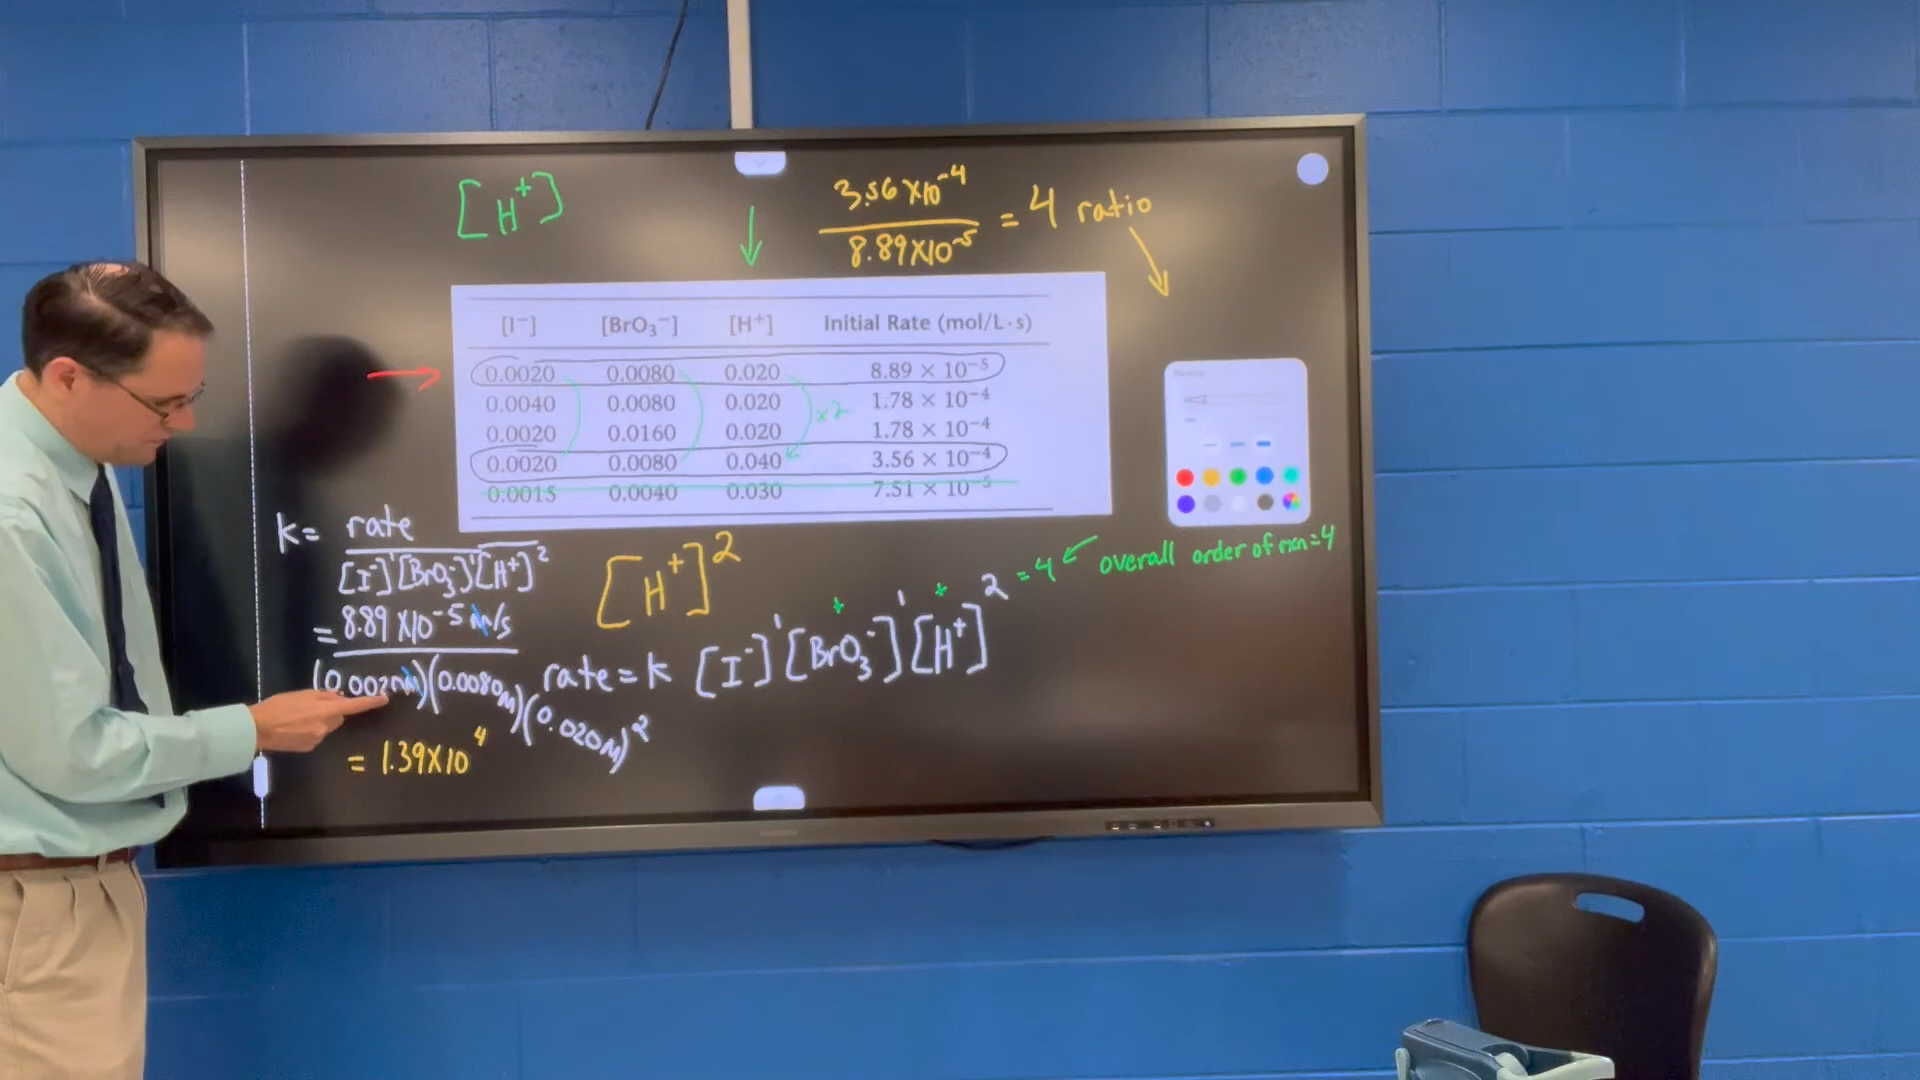 [H⁺]
3.56 X10⁻⁴
8.89X10⁻⁵
= 4 ratio
[I⁻] [BrO₃⁻] [H⁺] Initial Rate (mol/L·s)
0.0020 0.0080 0.020 8.89 × 10⁻⁵
0.0040 0.0080 0.020 1.78 × 10⁻⁴
x2
0.0020 0.0160 0.020 1.78 × 10⁻⁴
0.0020 0.0080 0.040 3.56 × 10⁻⁴
0.0015 0.0040 0.030 7.51 × 10⁻⁵
K= rate
[I⁻]¹[BrO₃⁻]¹[H⁺]²
= 8.89 X10⁻⁵ M/s
(0.002 M)(0.0080M)(0.020M)²
= 1.39X10⁴
[H⁺]²
rate = K [I⁻]¹[BrO₃⁻]¹[H⁺]²
+ +
= 4
overall order of rxn=4